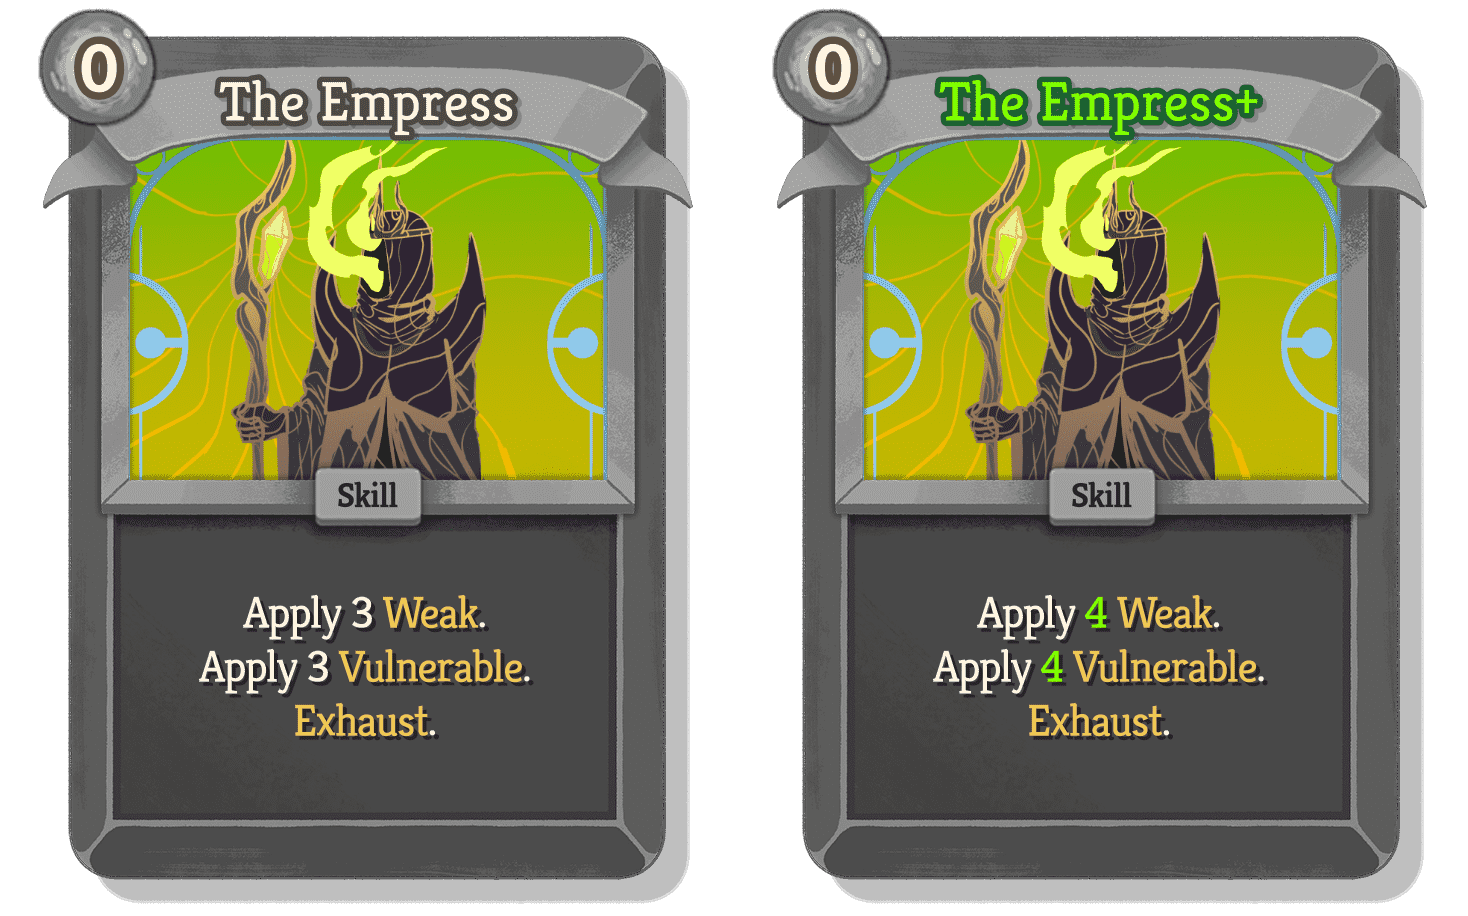 0
The Empress
Skill
Apply 3 Weak.
Apply 3 Vulnerable.
Exhaust.
0
The Empress+
Skill
Apply 4 Weak.
Apply 4 Vulnerable.
Exhaust.